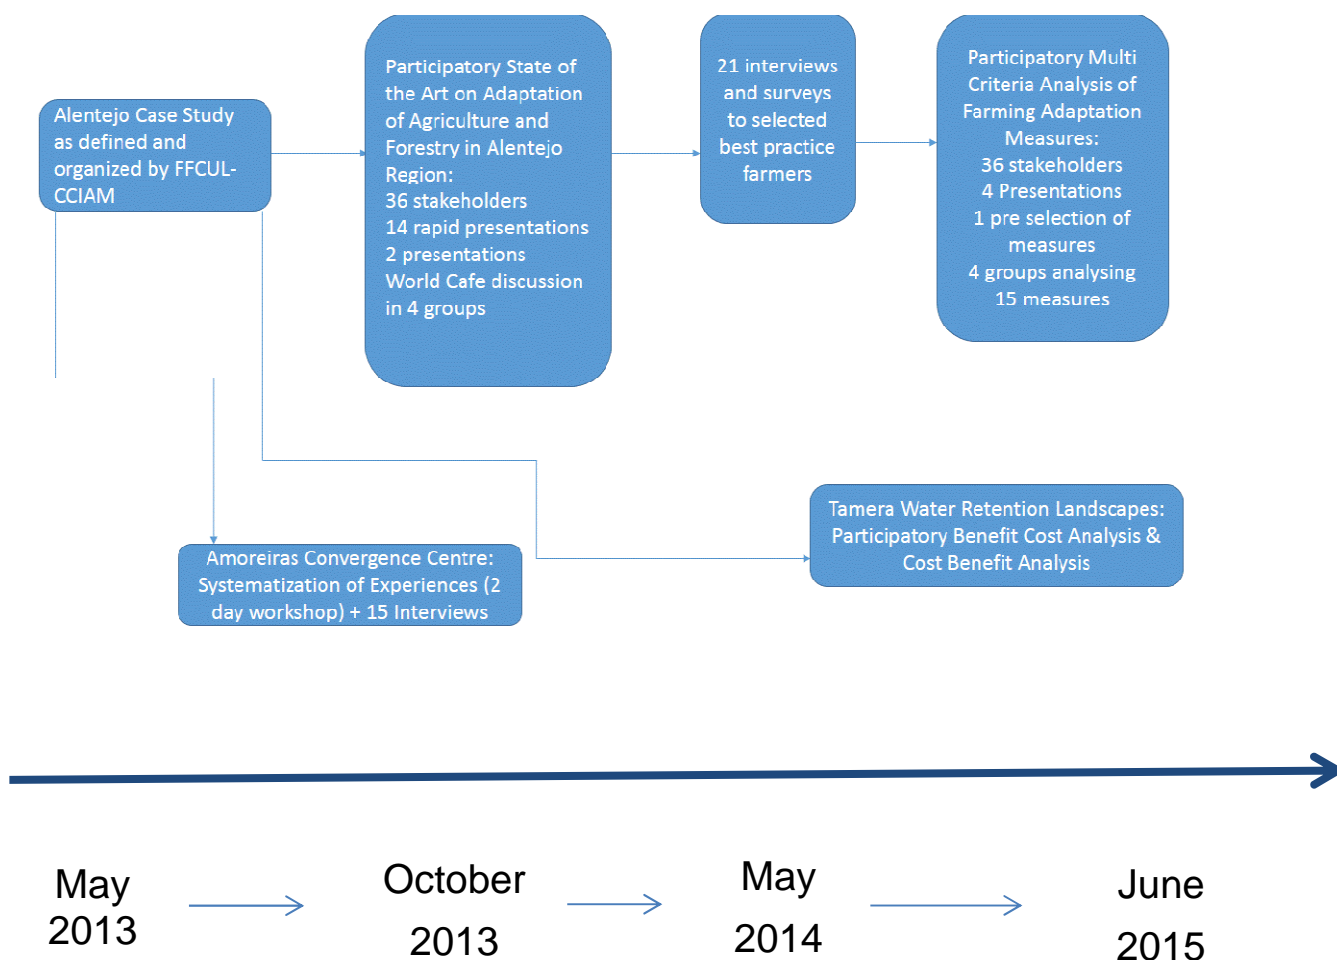 Alentejo Case Study
as defined and
organized by FFCUL-
CCIAM
Participatory State of
the Art on Adaptation
of Agriculture and
Forestry in Alentejo
Region:
36 stakeholders
14 rapid presentations
2 presentations
World Cafe discussion
in 4 groups
21 interviews
and surveys
to selected
best practice
farmers
Participatory Multi
Criteria Analysis of
Farming Adaptation
Measures:
36 stakeholders
4 Presentations
1 pre selection of
measures
4 groups analysing
15 measures
Amoreiras Convergence Centre:
Systematization of Experiences (2
day workshop) + 15 Interviews
Tamera Water Retention Landscapes:
Participatory Benefit Cost Analysis &
Cost Benefit Analysis
May
2013
October
2013
May
2014
June
2015